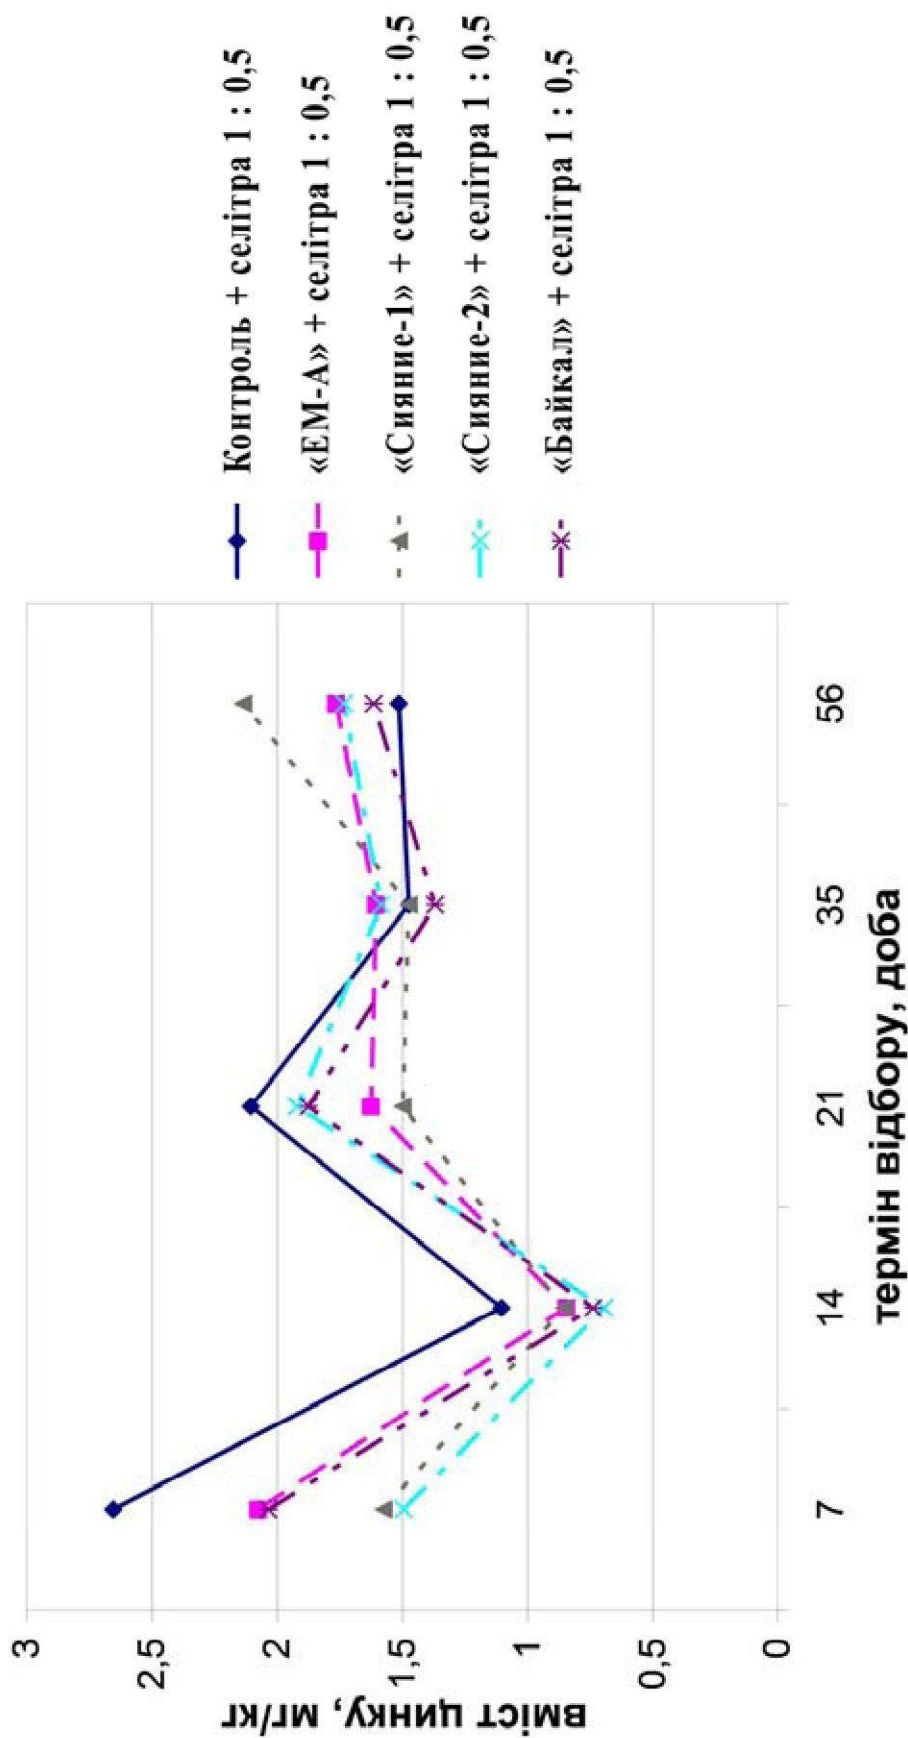 вміст цинку, мг/кг
3
2,5
2
1,5
1
0,5
0
7
14
21
35
56
термін відбору, доба
Контроль + селітра 1 : 0,5
«ЕМ-А» + селітра 1 : 0,5
«Сияние-1» + селітра 1 : 0,5
«Сияние-2» + селітра 1 : 0,5
«Байкал» + селітра 1 : 0,5